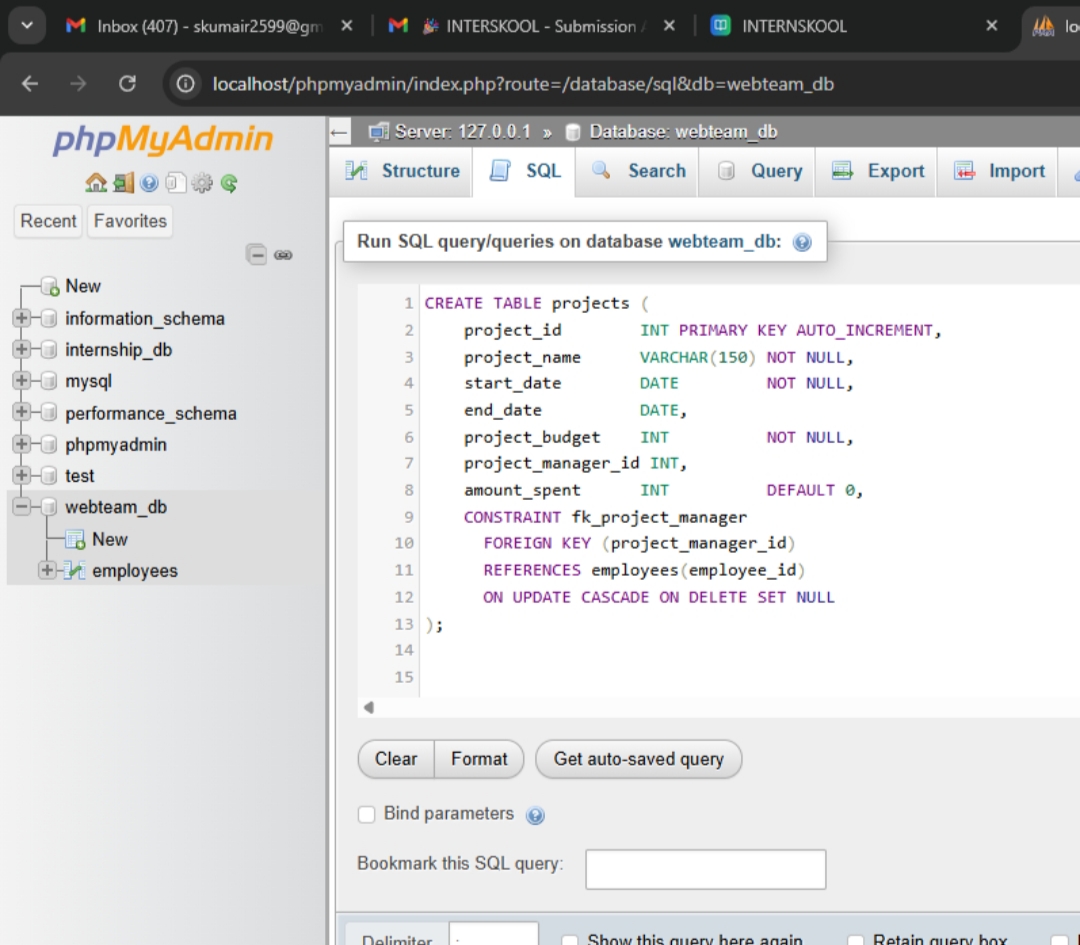 Inbox (407) - skumair2599@gm
INTERSKOOL - Submission
INTERNSKOOL
lo
localhost/phpmyadmin/index.php?route=/database/sql&db=webteam_db
phpMyAdmin
Recent
Favorites
New
information_schema
internship_db
mysql
performance_schema
phpmyadmin
test
webteam_db
New
employees
Server: 127.0.0.1 » Database: webteam_db
Structure
SQL
Search
Query
Export
Import
Run SQL query/queries on database webteam_db:
1 CREATE TABLE projects (
2 project_id INT PRIMARY KEY AUTO_INCREMENT,
3 project_name VARCHAR(150) NOT NULL,
4 start_date DATE NOT NULL,
5 end_date DATE,
6 project_budget INT NOT NULL,
7 project_manager_id INT,
8 amount_spent INT DEFAULT 0,
9 CONSTRAINT fk_project_manager
10 FOREIGN KEY (project_manager_id)
11 REFERENCES employees(employee_id)
12 ON UPDATE CASCADE ON DELETE SET NULL
13 );
14
15
Clear
Format
Get auto-saved query
Bind parameters
Bookmark this SQL query:
Delimiter ;
Show this query here again
Retain query box